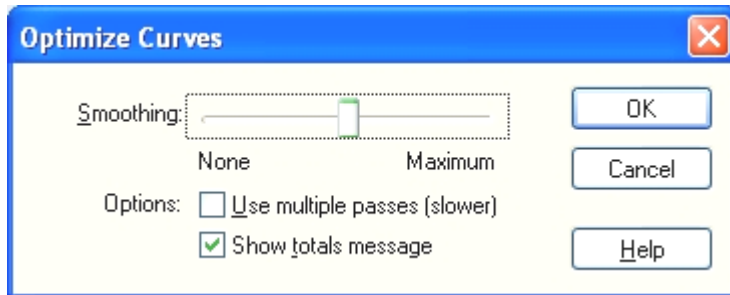 Optimize Curves
Smoothing:
OK
None Maximum
Cancel
Options: Use multiple passes (slower)
Show totals message
Help